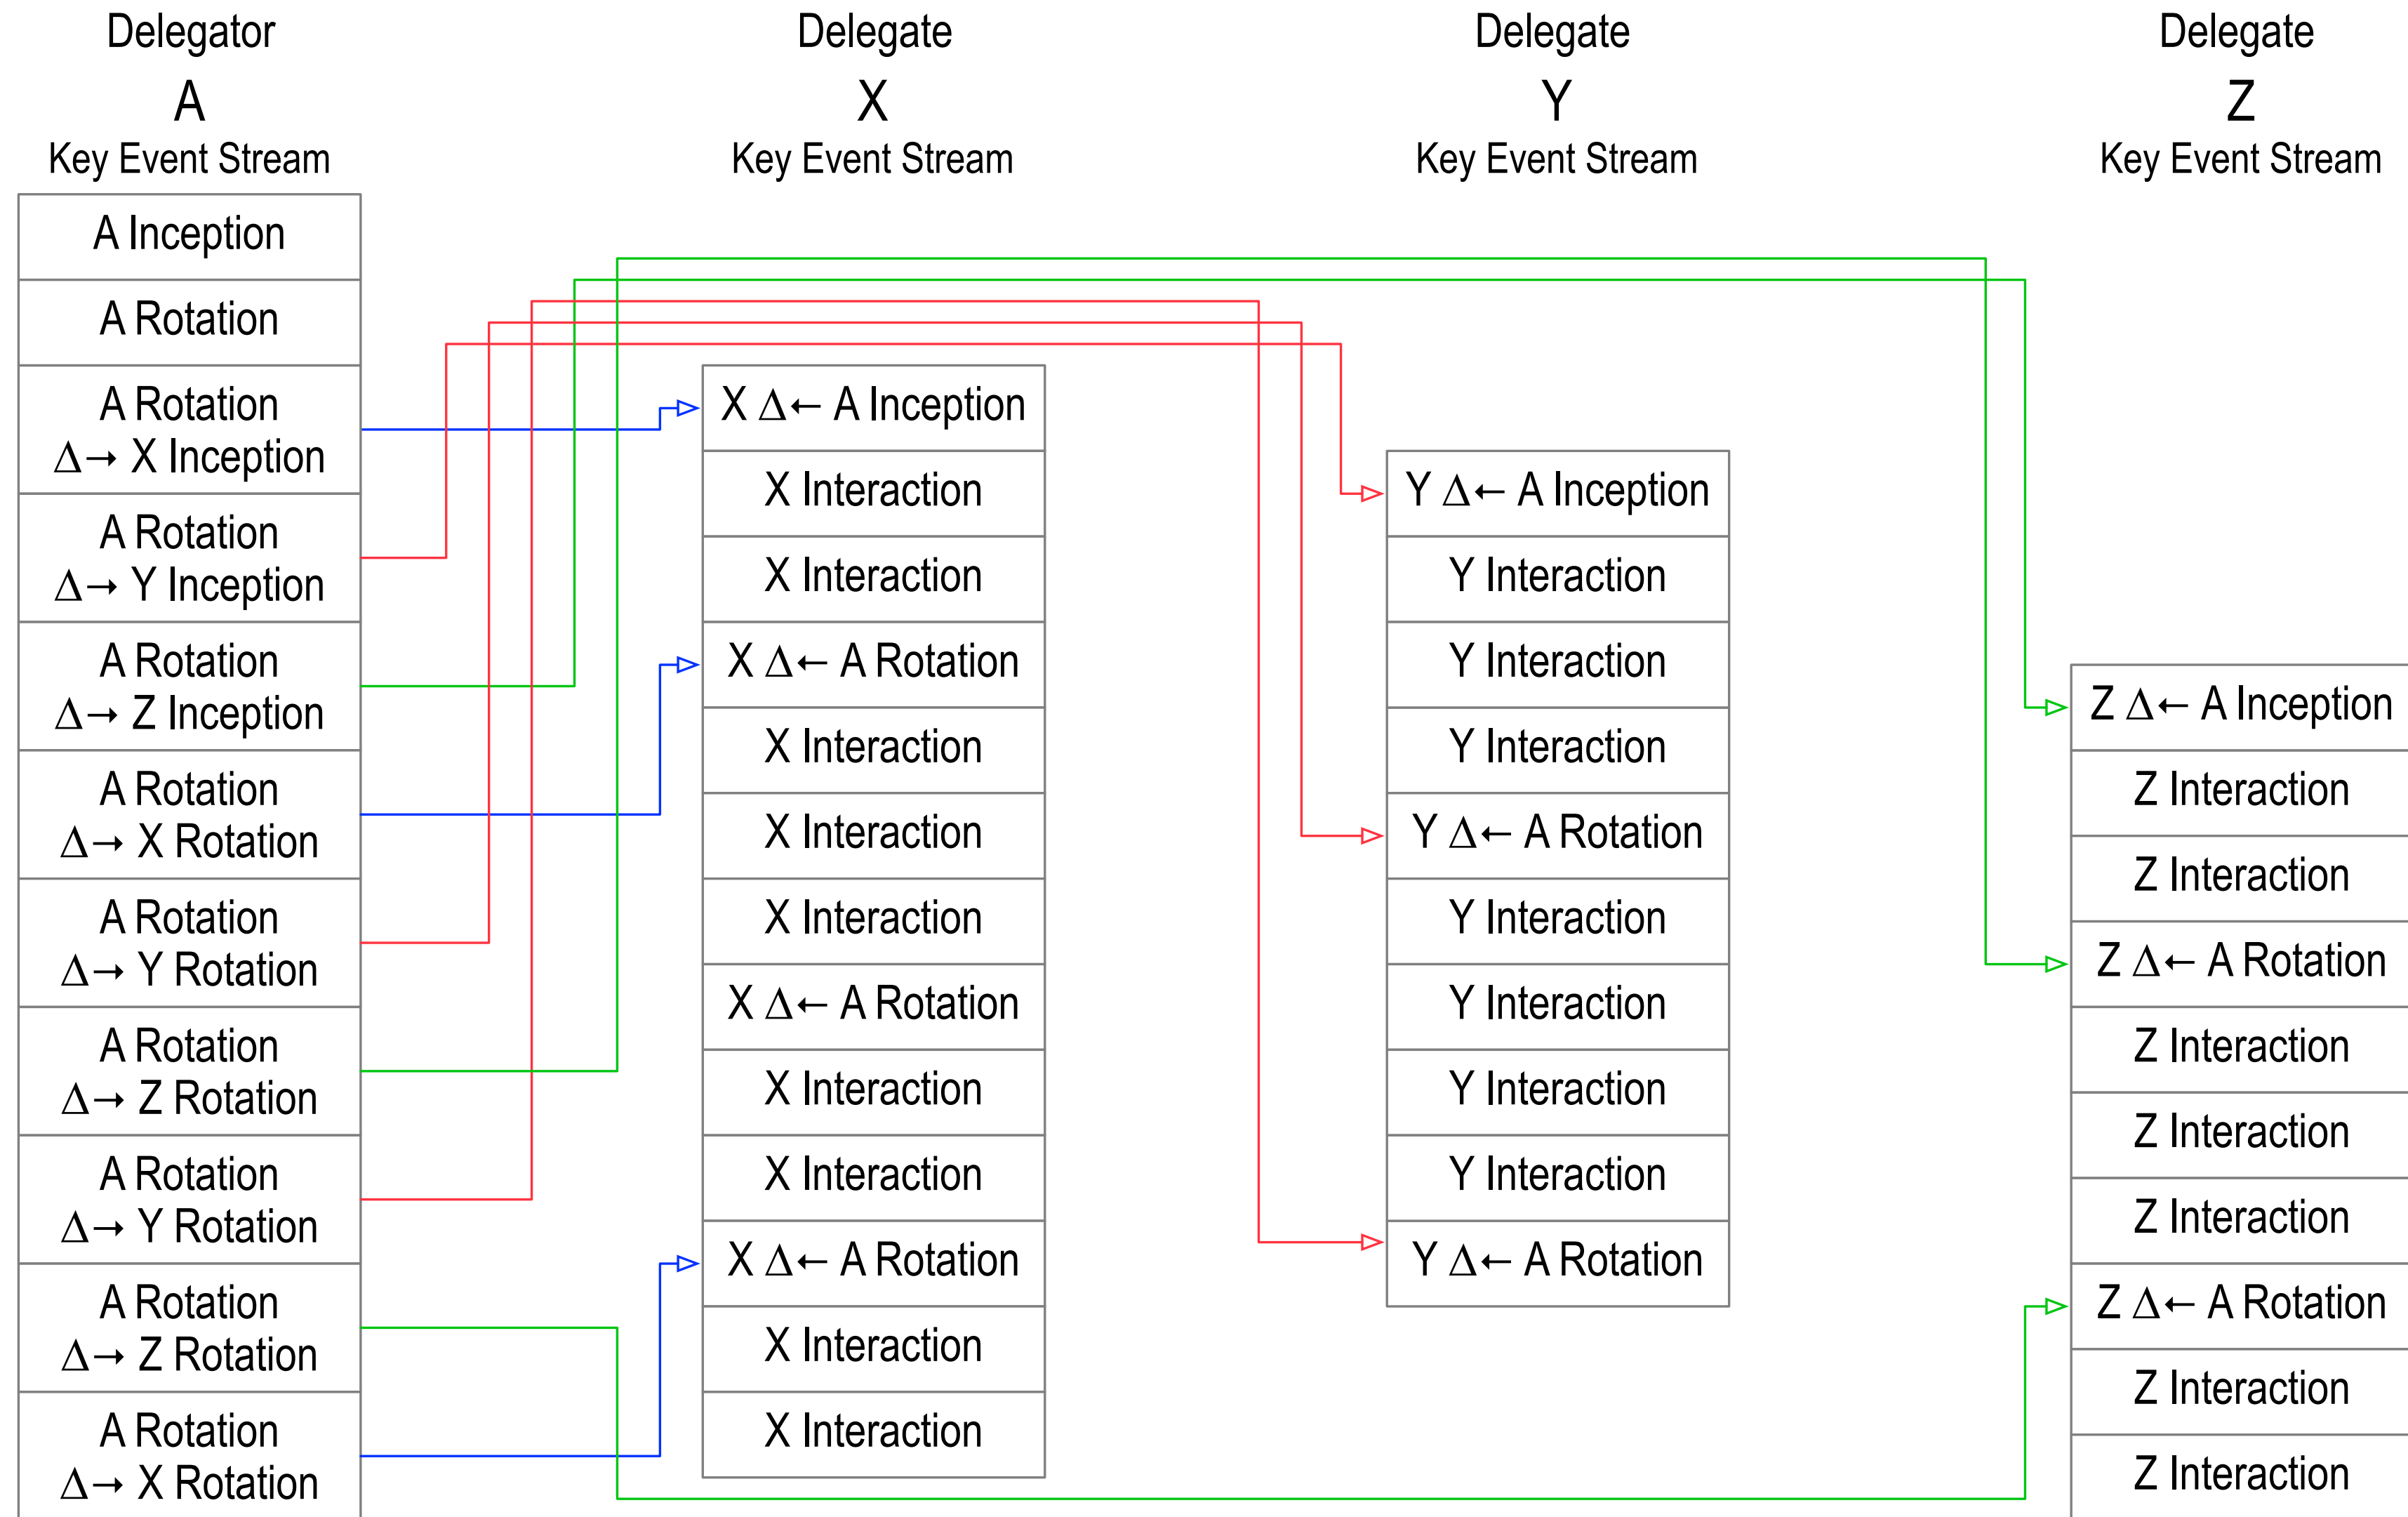 Delegator
A
Key Event Stream
A Inception
A Rotation
A Rotation
Δ→ X Inception
A Rotation
Δ→ Y Inception
A Rotation
Δ→ Z Inception
A Rotation
Δ→ X Rotation
A Rotation
Δ→ Y Rotation
A Rotation
Δ→ Z Rotation
A Rotation
Δ→ Y Rotation
A Rotation
Δ→ Z Rotation
A Rotation
Δ→ X Rotation
Delegate
X
Key Event Stream
X Δ← A Inception
X Interaction
X Interaction
X Δ← A Rotation
X Interaction
X Interaction
X Interaction
X Δ← A Rotation
X Interaction
X Interaction
X Δ← A Rotation
X Interaction
X Interaction
Delegate
Y
Key Event Stream
Y Δ← A Inception
Y Interaction
Y Interaction
Y Interaction
Y Δ← A Rotation
Y Interaction
Y Interaction
Y Interaction
Y Interaction
Y Δ← A Rotation
Delegate
Z
Key Event Stream
Z Δ← A Inception
Z Interaction
Z Interaction
Z Δ← A Rotation
Z Interaction
Z Interaction
Z Interaction
Z Δ← A Rotation
Z Interaction
Z Interaction